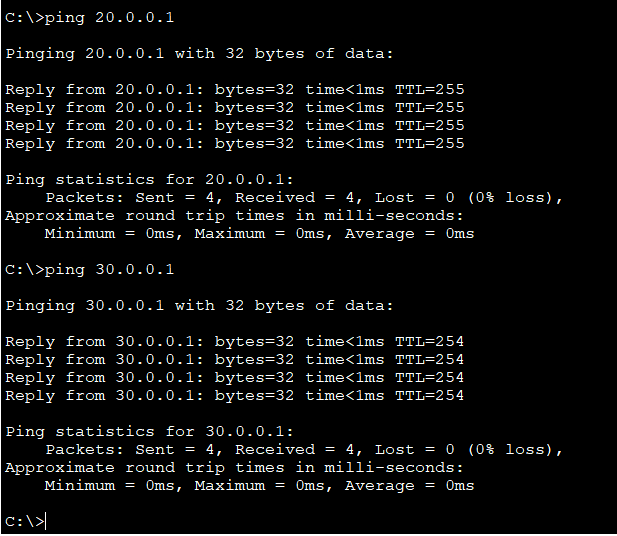 C:\>ping 20.0.0.1
Pinging 20.0.0.1 with 32 bytes of data:
Reply from 20.0.0.1: bytes=32 time<1ms TTL=255
Reply from 20.0.0.1: bytes=32 time<1ms TTL=255
Reply from 20.0.0.1: bytes=32 time<1ms TTL=255
Reply from 20.0.0.1: bytes=32 time<1ms TTL=255
Ping statistics for 20.0.0.1:
    Packets: Sent = 4, Received = 4, Lost = 0 (0% loss),
Approximate round trip times in milli-seconds:
    Minimum = 0ms, Maximum = 0ms, Average = 0ms
C:\>ping 30.0.0.1
Pinging 30.0.0.1 with 32 bytes of data:
Reply from 30.0.0.1: bytes=32 time<1ms TTL=254
Reply from 30.0.0.1: bytes=32 time<1ms TTL=254
Reply from 30.0.0.1: bytes=32 time<1ms TTL=254
Reply from 30.0.0.1: bytes=32 time<1ms TTL=254
Ping statistics for 30.0.0.1:
    Packets: Sent = 4, Received = 4, Lost = 0 (0% loss),
Approximate round trip times in milli-seconds:
    Minimum = 0ms, Maximum = 0ms, Average = 0ms
C:\>